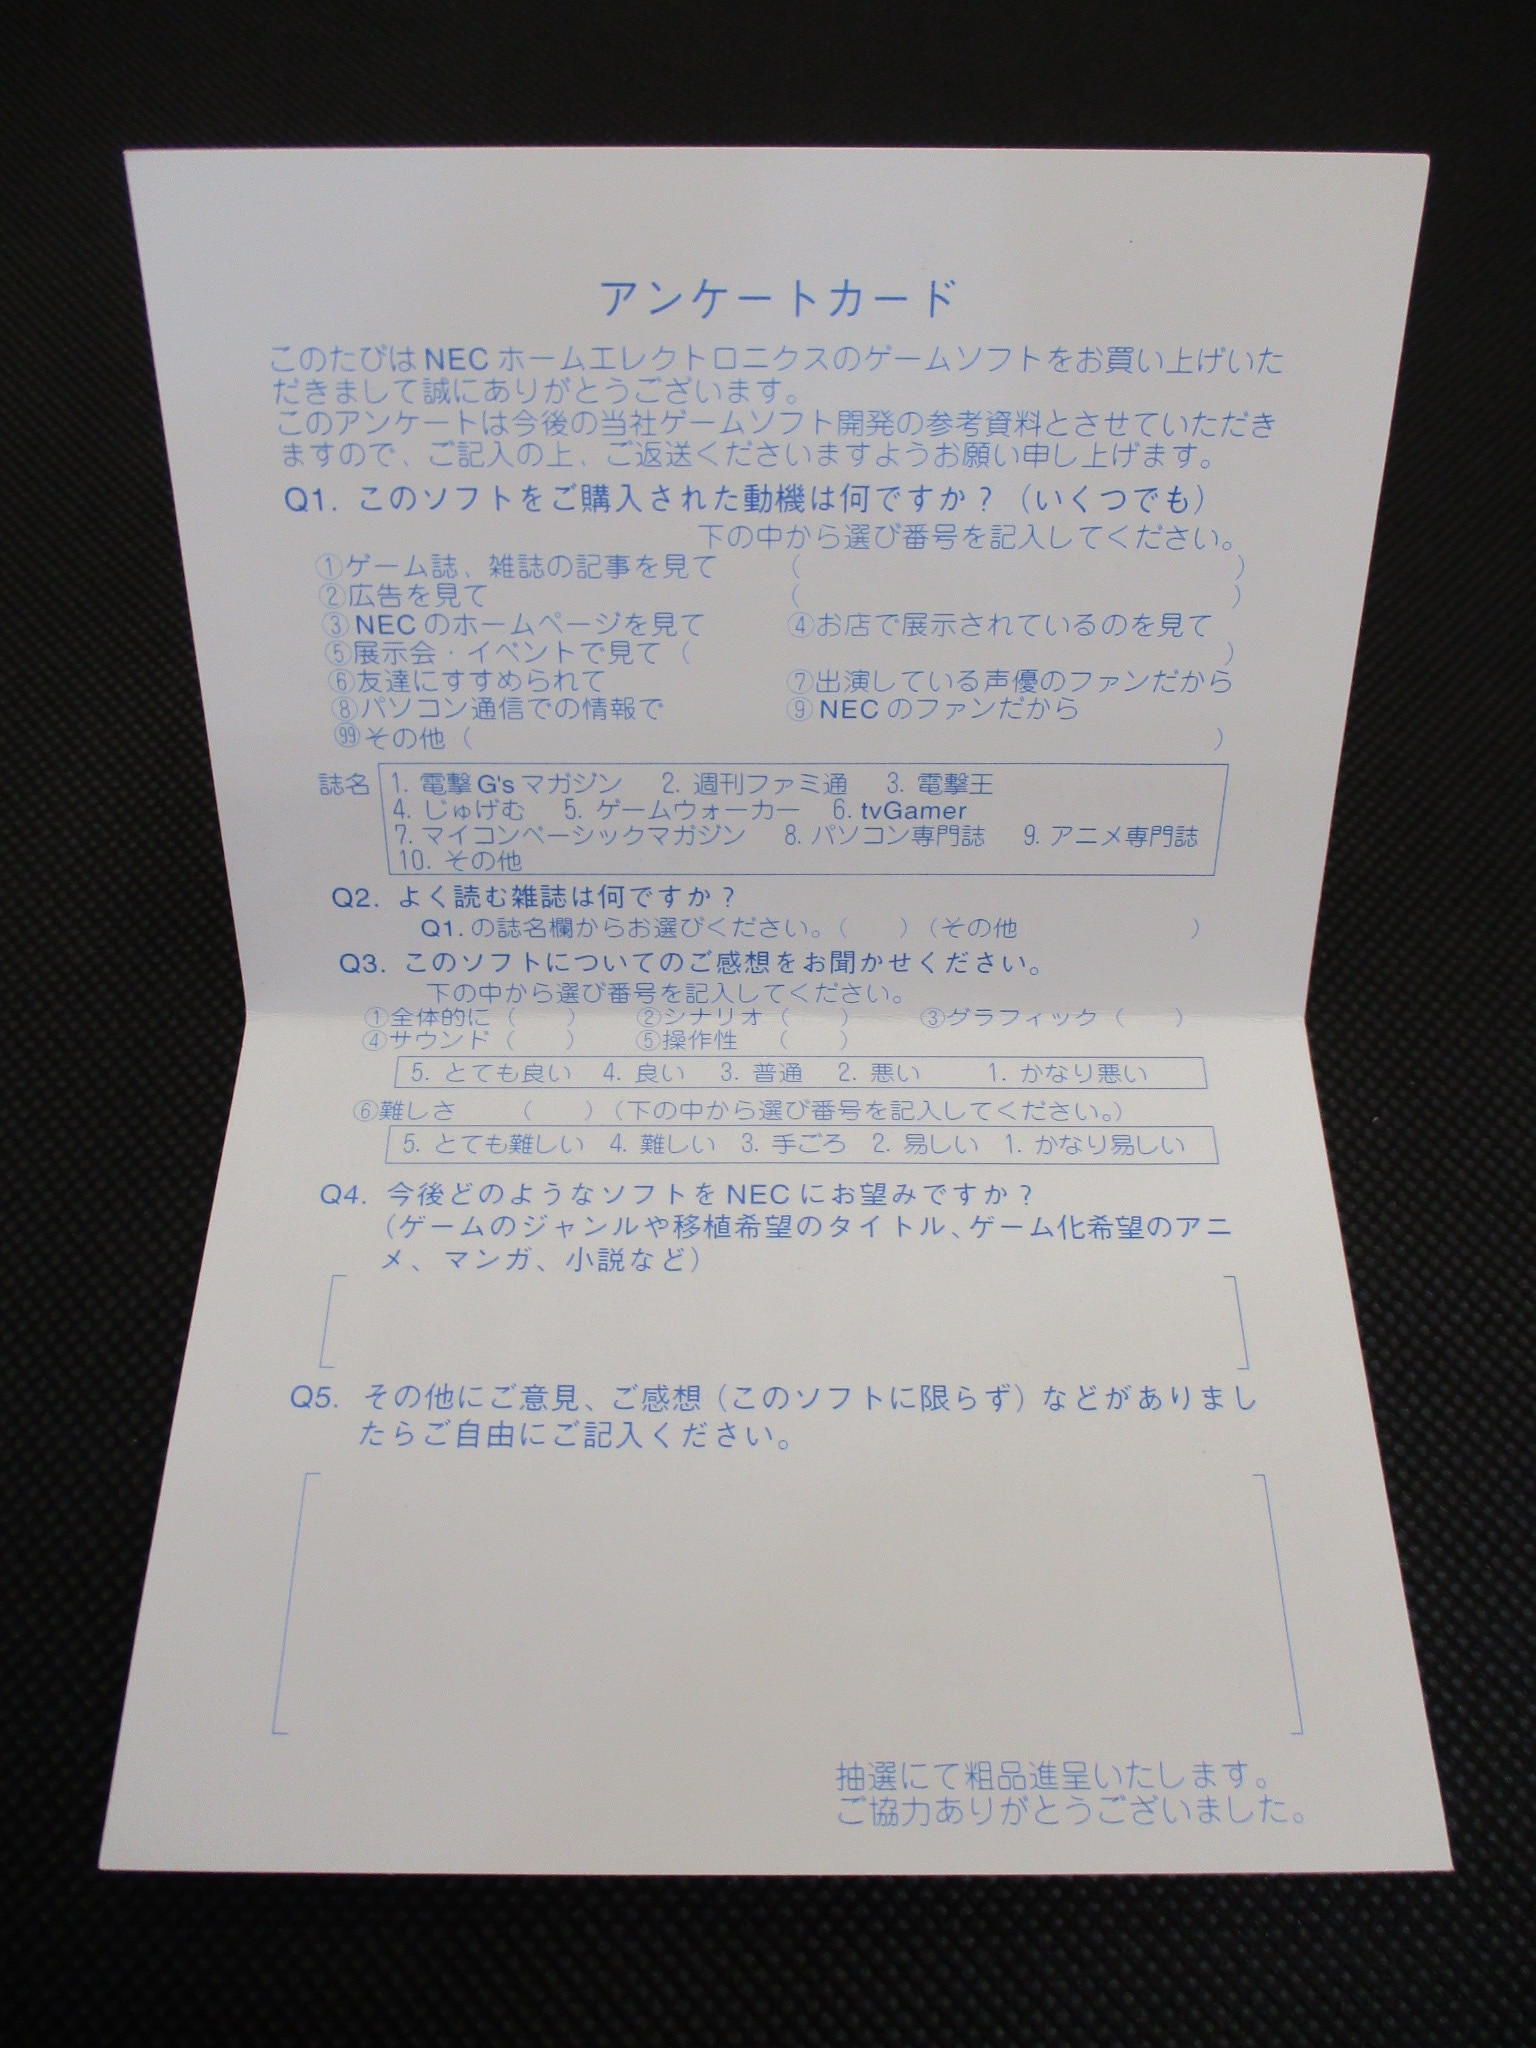 アンケートカード
このたびは NEC ホームエレクトロニクスのゲームソフトをお買い上げいた
だきまして誠にありがとうございます。
このアンケートは今後の当社ゲームソフト開発の参考資料とさせていただき
ますので、ご記入の上、ご返送くださいますようお願い申し上げます。
Q1. このソフトをご購入された動機は何ですか？（いくつでも）
下の中から選び番号を記入してください。
①ゲーム誌、雑誌の記事を見て （ ）
②広告を見て （ ）
③ NEC のホームページを見て ④お店で展示されているのを見て
⑤展示会・イベントで見て（ ）
⑥友達にすすめられて ⑦出演している声優のファンだから
⑧パソコン通信での情報で ⑨ NEC のファンだから
99その他（ ）
誌名 1. 電撃 G's マガジン 2. 週刊ファミ通 3. 電撃王
4. じゅげむ 5. ゲームウォーカー 6. tvGamer
7. マイコンベーシックマガジン 8. パソコン専門誌 9. アニメ専門誌
10. その他
Q2. よく読む雑誌は何ですか？
Q1. の誌名欄からお選びください。（ ）（その他 ）
Q3. このソフトについてのご感想をお聞かせください。
下の中から選び番号を記入してください。
①全体的に（ ） ②シナリオ（ ） ③グラフィック（ ）
④サウンド（ ） ⑤操作性 （ ）
5. とても良い 4. 良い 3. 普通 2. 悪い 1. かなり悪い
⑥難しさ （ ）（下の中から選び番号を記入してください。）
5. とても難しい 4. 難しい 3. 手ごろ 2. 易しい 1. かなり易しい
Q4. 今後どのようなソフトを NEC にお望みですか？
（ゲームのジャンルや移植希望のタイトル、ゲーム化希望のアニ
メ、マンガ、小説など）
Q5. その他にご意見、ご感想（このソフトに限らず）などがありまし
たらご自由にご記入ください。
抽選にて粗品進呈いたします。
ご協力ありがとうございました。